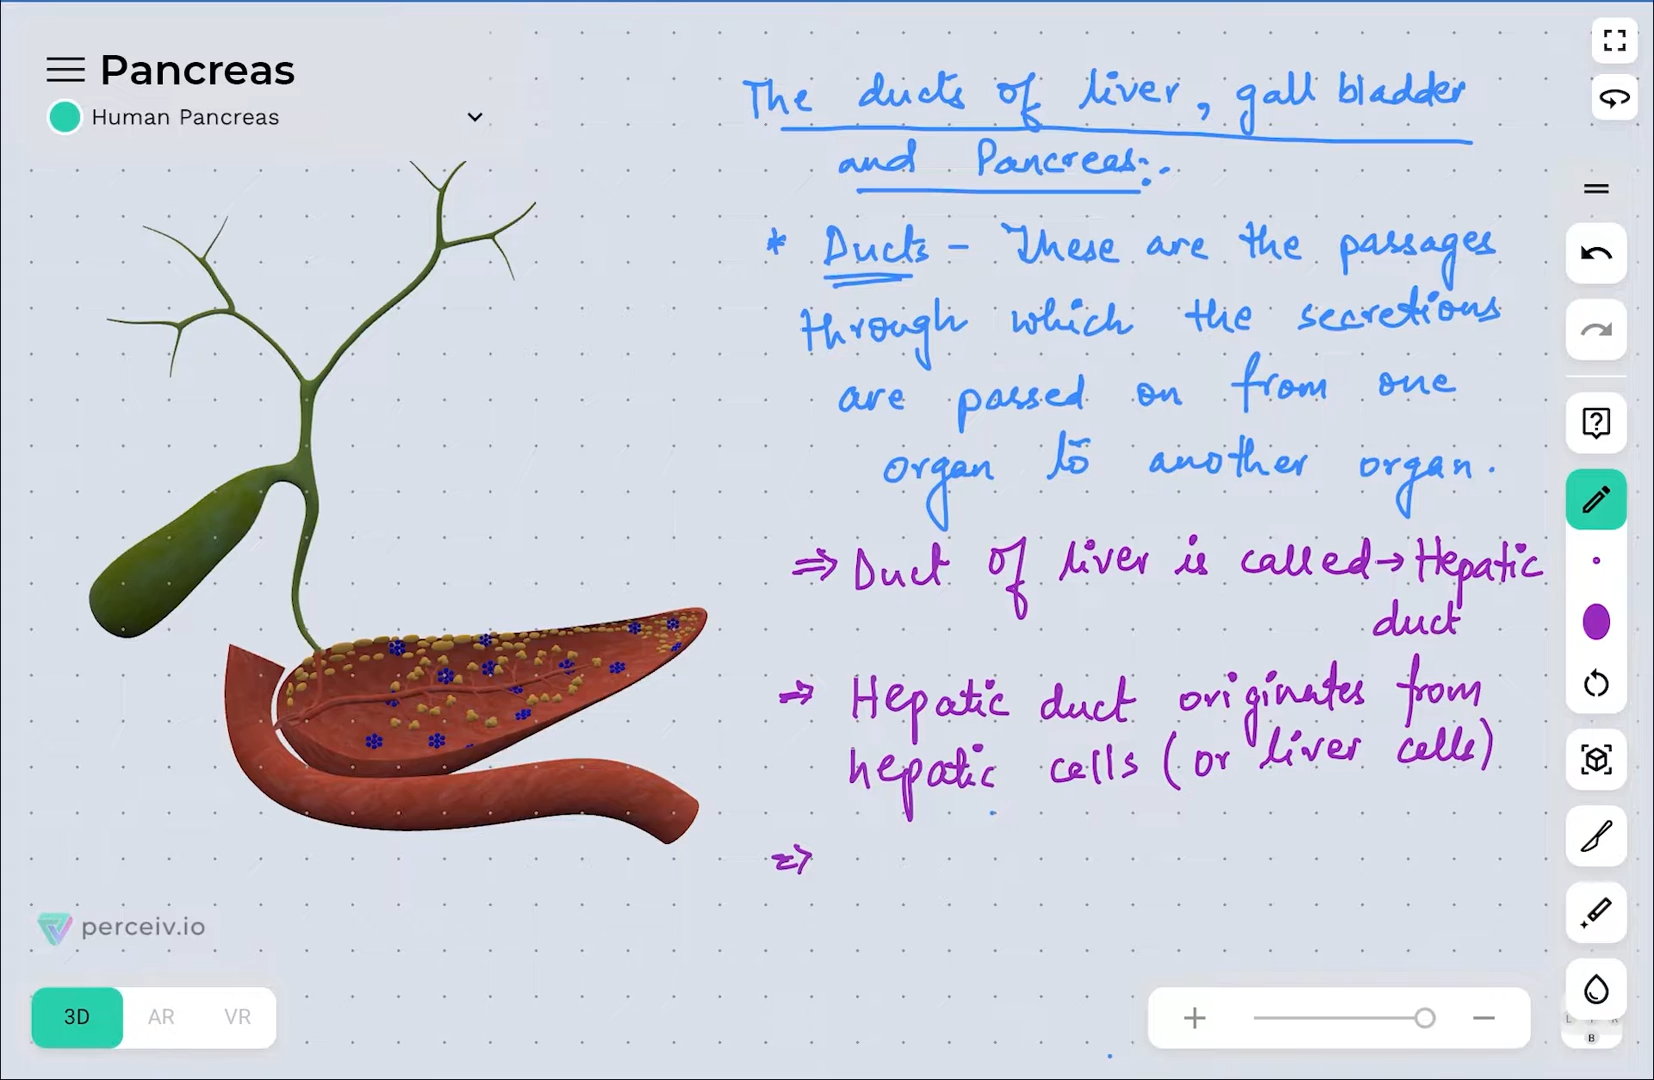 Pancreas
Human Pancreas
The ducts of liver, gall bladder
and Pancreas:.
* Ducts - These are the passages
through which the secretions
are passed on from one
organ to another organ.
⇒ Duct of liver is called → Hepatic
duct
⇒ Hepatic duct originates from
hepatic cells (or liver cells)
⇒
perceiv.io
3D AR VR
B